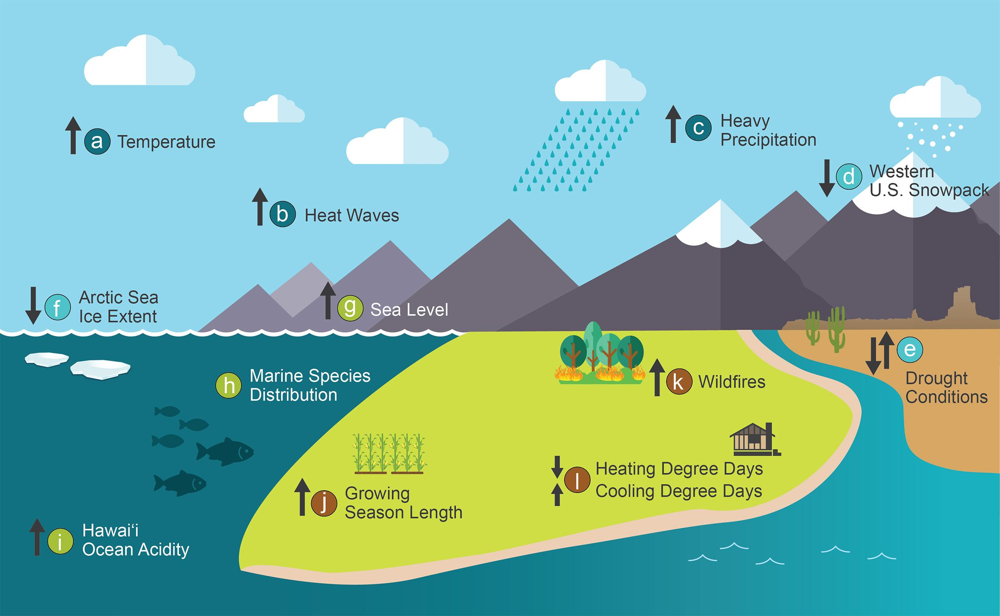 a Temperature
b Heat Waves
c Heavy
Precipitation
d Western
U.S. Snowpack
f Arctic Sea
Ice Extent
g Sea Level
e
Drought
Conditions
h Marine Species
Distribution
k Wildfires
l Heating Degree Days
Cooling Degree Days
j Growing
Season Length
i Hawai‘i
Ocean Acidity